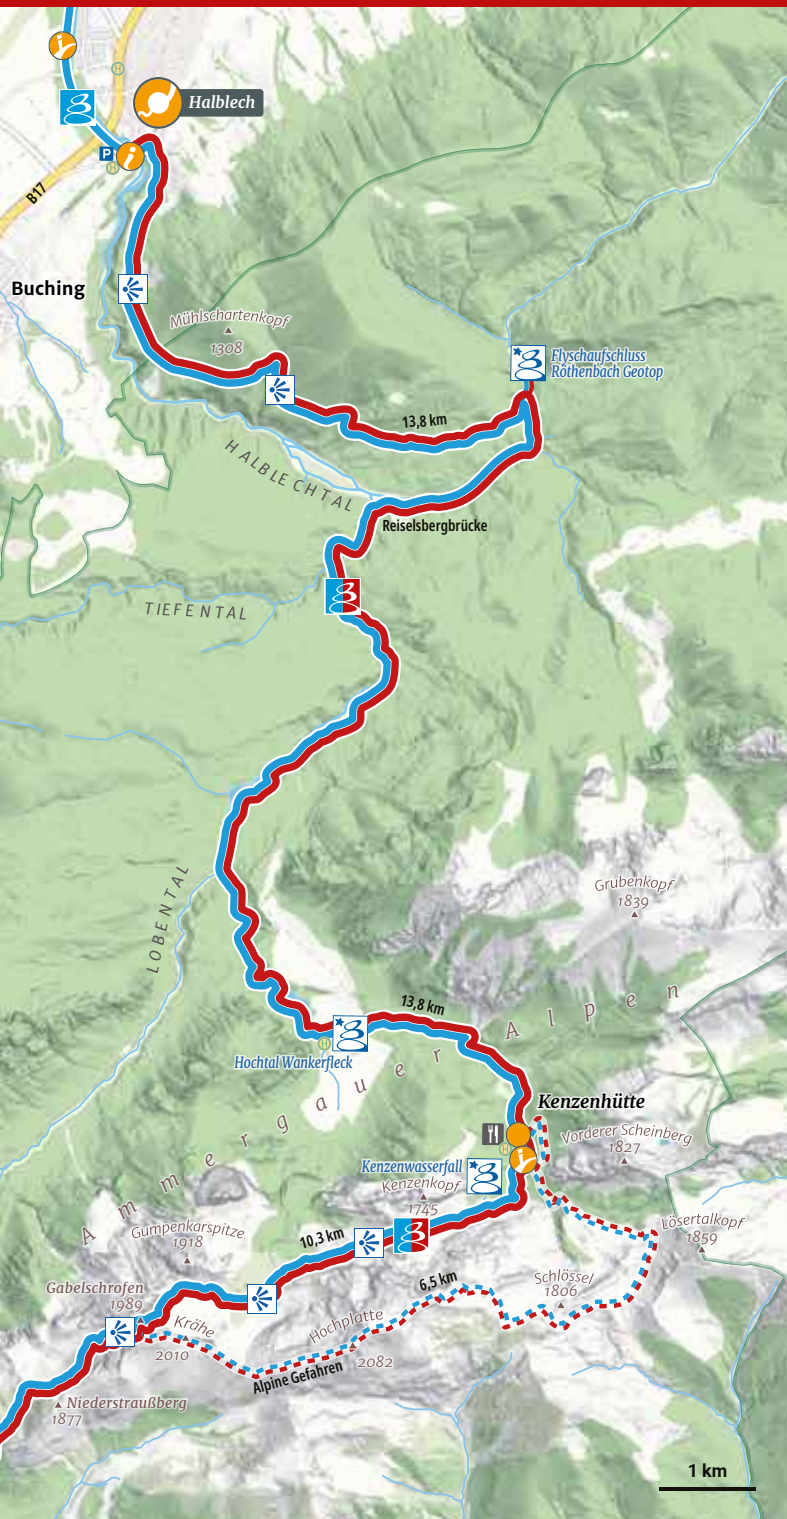 Halblech
P
i
H
H
B17
Buching
Mühlschartenkopf
1308
Flyschaufschluss
Röthenbach Geotop
13,8 km
HALBLECHTAL
Reiselsbergbrücke
TIEFENTAL
Grubenkopf
1839
LOBENTAL
13,8 km
Ammergauer Alpen
H
Hochtal Wankerfleck
Kenzenhütte
H
Vorderer Scheinberg
1827
Kenzenwasserfall
Kenzenkopf
1745
Lösertalkopf
1859
Gumpenkarspitze
1918
10,3 km
6,5 km
Schlössel
1806
Gabelschrofen
1989
Krähe
2010
Hochplatte
2082
Alpine Gefahren
Niederstraußberg
1877
1 km